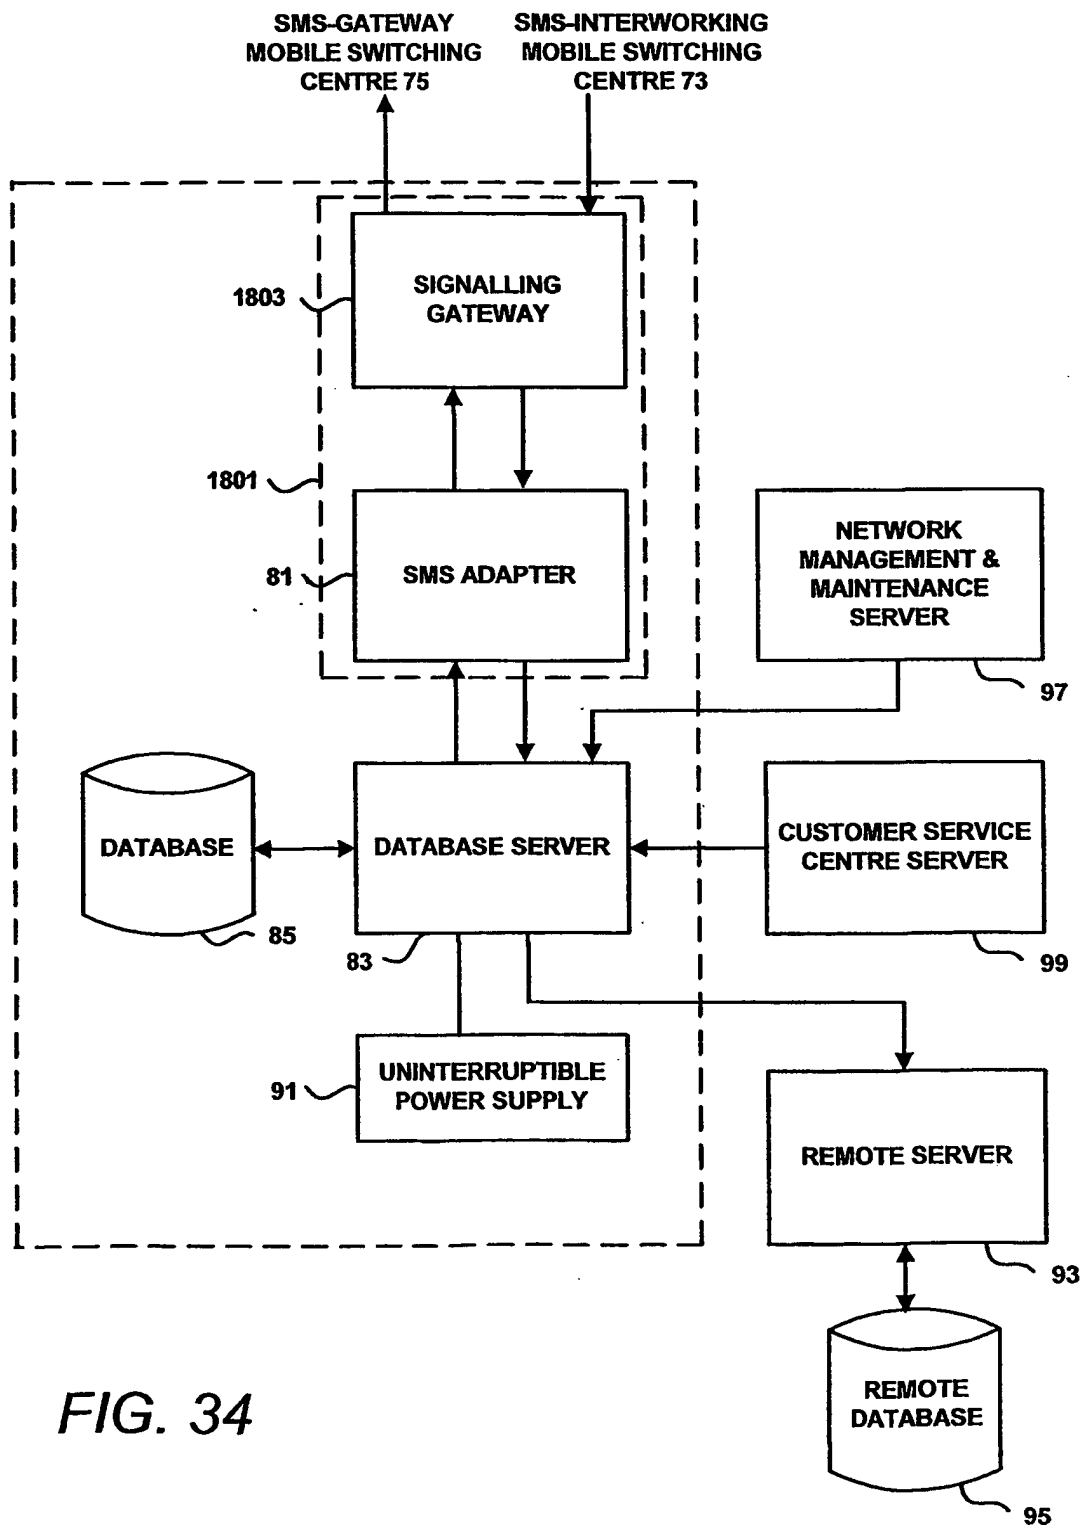 SMS-GATEWAY
MOBILE SWITCHING
CENTRE 75
SMS-INTERWORKING
MOBILE SWITCHING
CENTRE 73
1803
SIGNALLING
GATEWAY
1801
81
SMS ADAPTER
NETWORK
MANAGEMENT &
MAINTENANCE
SERVER
97
DATABASE
85
DATABASE SERVER
83
CUSTOMER SERVICE
CENTRE SERVER
99
91
UNINTERRUPTIBLE
POWER SUPPLY
REMOTE SERVER
93
REMOTE
DATABASE
95
FIG. 34